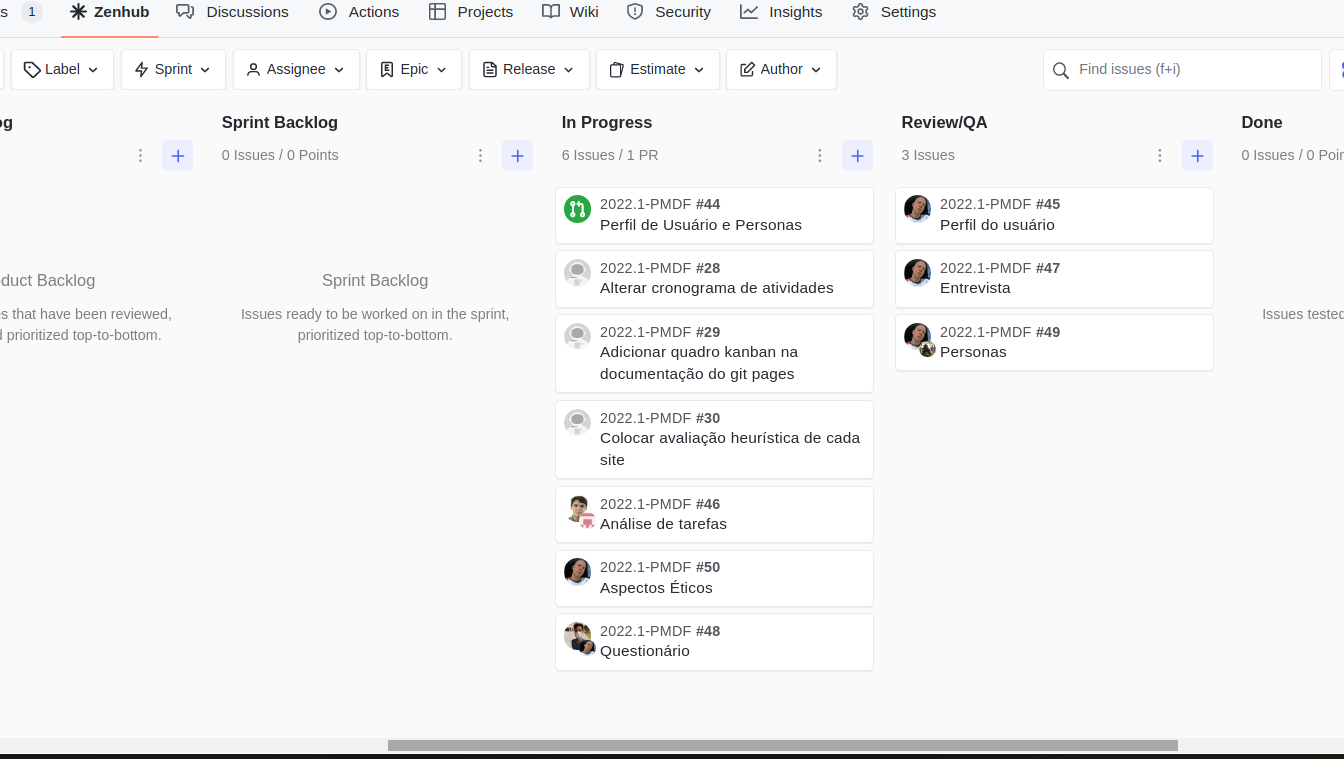 s 1 Zenhub Discussions Actions Projects Wiki Security Insights Settings
Label Sprint Assignee Epic Release Estimate Author Find issues (f+i)
og Sprint Backlog In Progress Review/QA Done
0 Issues / 0 Points 6 Issues / 1 PR 3 Issues 0 Issues / 0 Poin
duct Backlog
s that have been reviewed,
d prioritized top-to-bottom.
Sprint Backlog
Issues ready to be worked on in the sprint,
prioritized top-to-bottom.
2022.1-PMDF #44
Perfil de Usuário e Personas
2022.1-PMDF #28
Alterar cronograma de atividades
2022.1-PMDF #29
Adicionar quadro kanban na
documentação do git pages
2022.1-PMDF #30
Colocar avaliação heurística de cada
site
2022.1-PMDF #46
Análise de tarefas
2022.1-PMDF #50
Aspectos Éticos
2022.1-PMDF #48
Questionário
2022.1-PMDF #45
Perfil do usuário
2022.1-PMDF #47
Entrevista
2022.1-PMDF #49
Personas
Issues tested